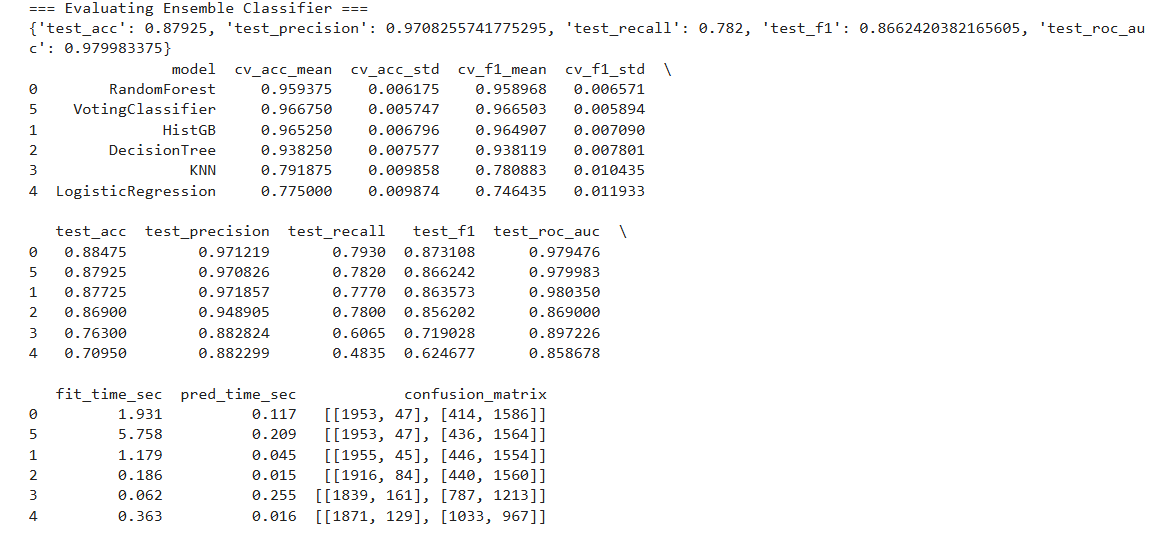 === Evaluating Ensemble Classifier ===
{'test_acc': 0.87925, 'test_precision': 0.9708255741775295, 'test_recall': 0.782, 'test_f1': 0.8662420382165605, 'test_roc_au
c': 0.979983375}
model cv_acc_mean cv_acc_std cv_f1_mean cv_f1_std \
0 RandomForest 0.959375 0.006175 0.958968 0.006571
5 VotingClassifier 0.966750 0.005747 0.966503 0.005894
1 HistGB 0.965250 0.006796 0.964907 0.007090
2 DecisionTree 0.938250 0.007577 0.938119 0.007801
3 KNN 0.791875 0.009858 0.780883 0.010435
4 LogisticRegression 0.775000 0.009874 0.746435 0.011933
test_acc test_precision test_recall test_f1 test_roc_auc \
0 0.88475 0.971219 0.7930 0.873108 0.979476
5 0.87925 0.970826 0.7820 0.866242 0.979983
1 0.87725 0.971857 0.7770 0.863573 0.980350
2 0.86900 0.948905 0.7800 0.856202 0.869000
3 0.76300 0.882824 0.6065 0.719028 0.897226
4 0.70950 0.882299 0.4835 0.624677 0.858678
fit_time_sec pred_time_sec confusion_matrix
0 1.931 0.117 [[1953, 47], [414, 1586]]
5 5.758 0.209 [[1953, 47], [436, 1564]]
1 1.179 0.045 [[1955, 45], [446, 1554]]
2 0.186 0.015 [[1916, 84], [440, 1560]]
3 0.062 0.255 [[1839, 161], [787, 1213]]
4 0.363 0.016 [[1871, 129], [1033, 967]]